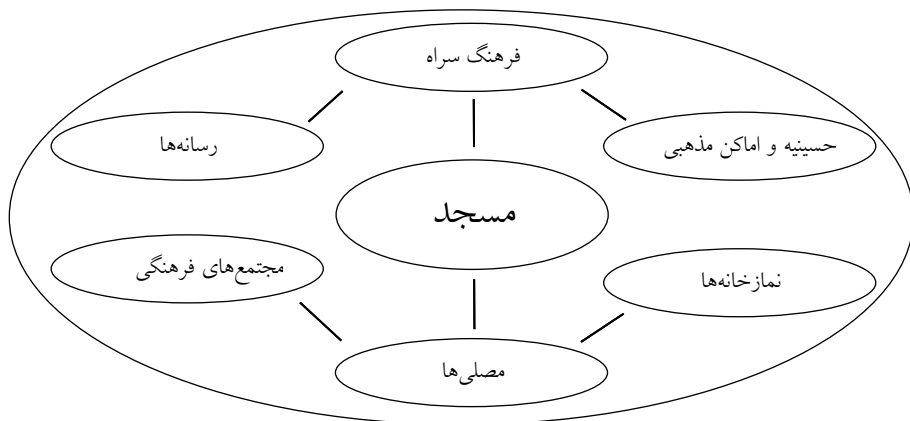 فرهنگ سراه
حسینیه و اماکن مذهبی
رسانه‌ها
مسجد
نمازخانه‌ها
مجتمع‌های فرهنگی
مصلی‌ها